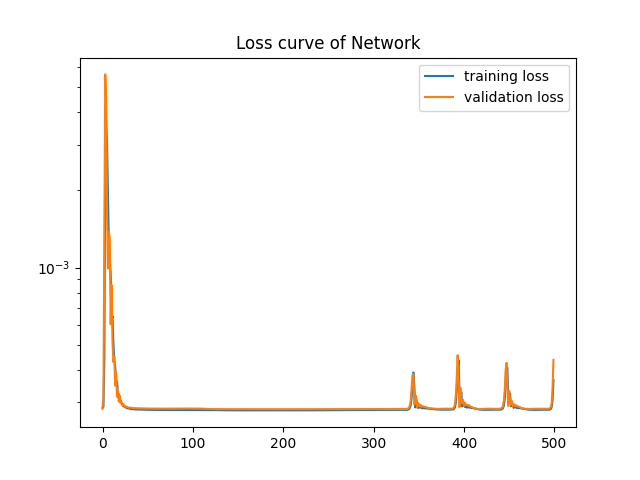 Loss curve of Network
training loss
validation loss
10⁻³
0 100 200 300 400 500